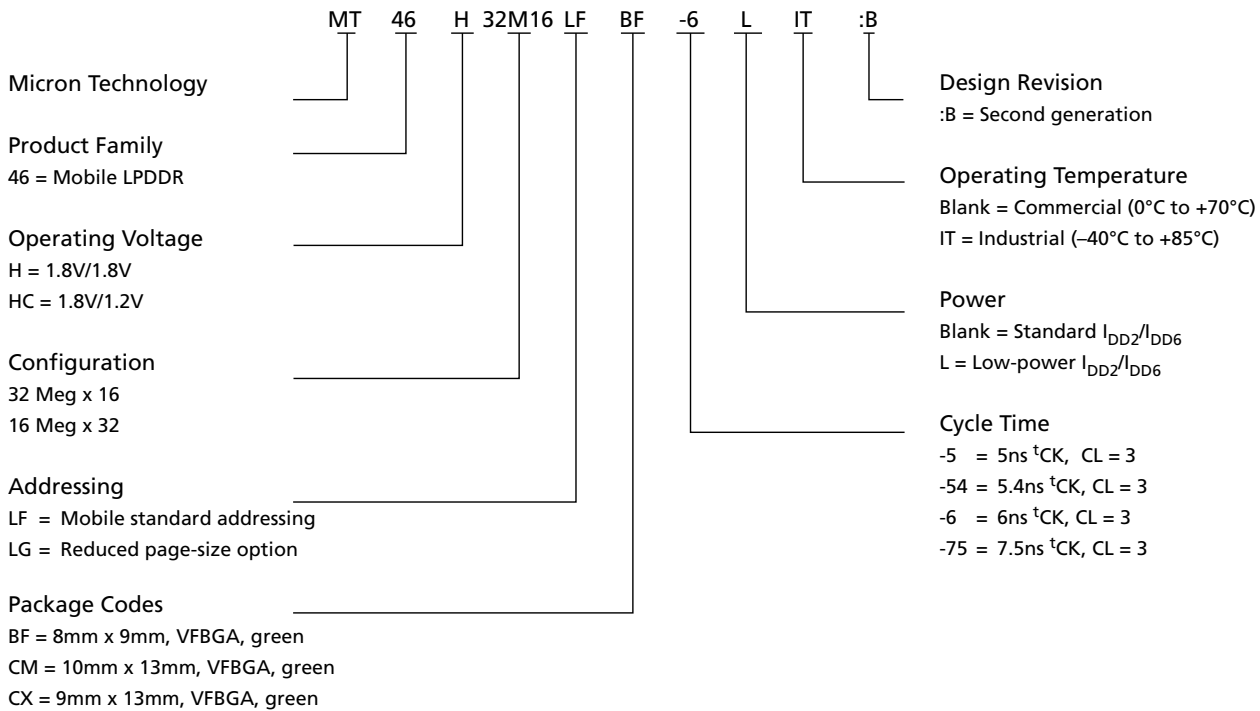 MT 46 H 32M16 LF BF -6 L IT :B
Micron Technology
Product Family
46 = Mobile LPDDR
Operating Voltage
H = 1.8V/1.8V
HC = 1.8V/1.2V
Configuration
32 Meg x 16
16 Meg x 32
Addressing
LF = Mobile standard addressing
LG = Reduced page-size option
Package Codes
BF = 8mm x 9mm, VFBGA, green
CM = 10mm x 13mm, VFBGA, green
CX = 9mm x 13mm, VFBGA, green
Design Revision
:B = Second generation
Operating Temperature
Blank = Commercial (0°C to +70°C)
IT = Industrial (–40°C to +85°C)
Power
Blank = Standard IDD2/IDD6
L = Low-power IDD2/IDD6
Cycle Time
-5 = 5ns tCK, CL = 3
-54 = 5.4ns tCK, CL = 3
-6 = 6ns tCK, CL = 3
-75 = 7.5ns tCK, CL = 3